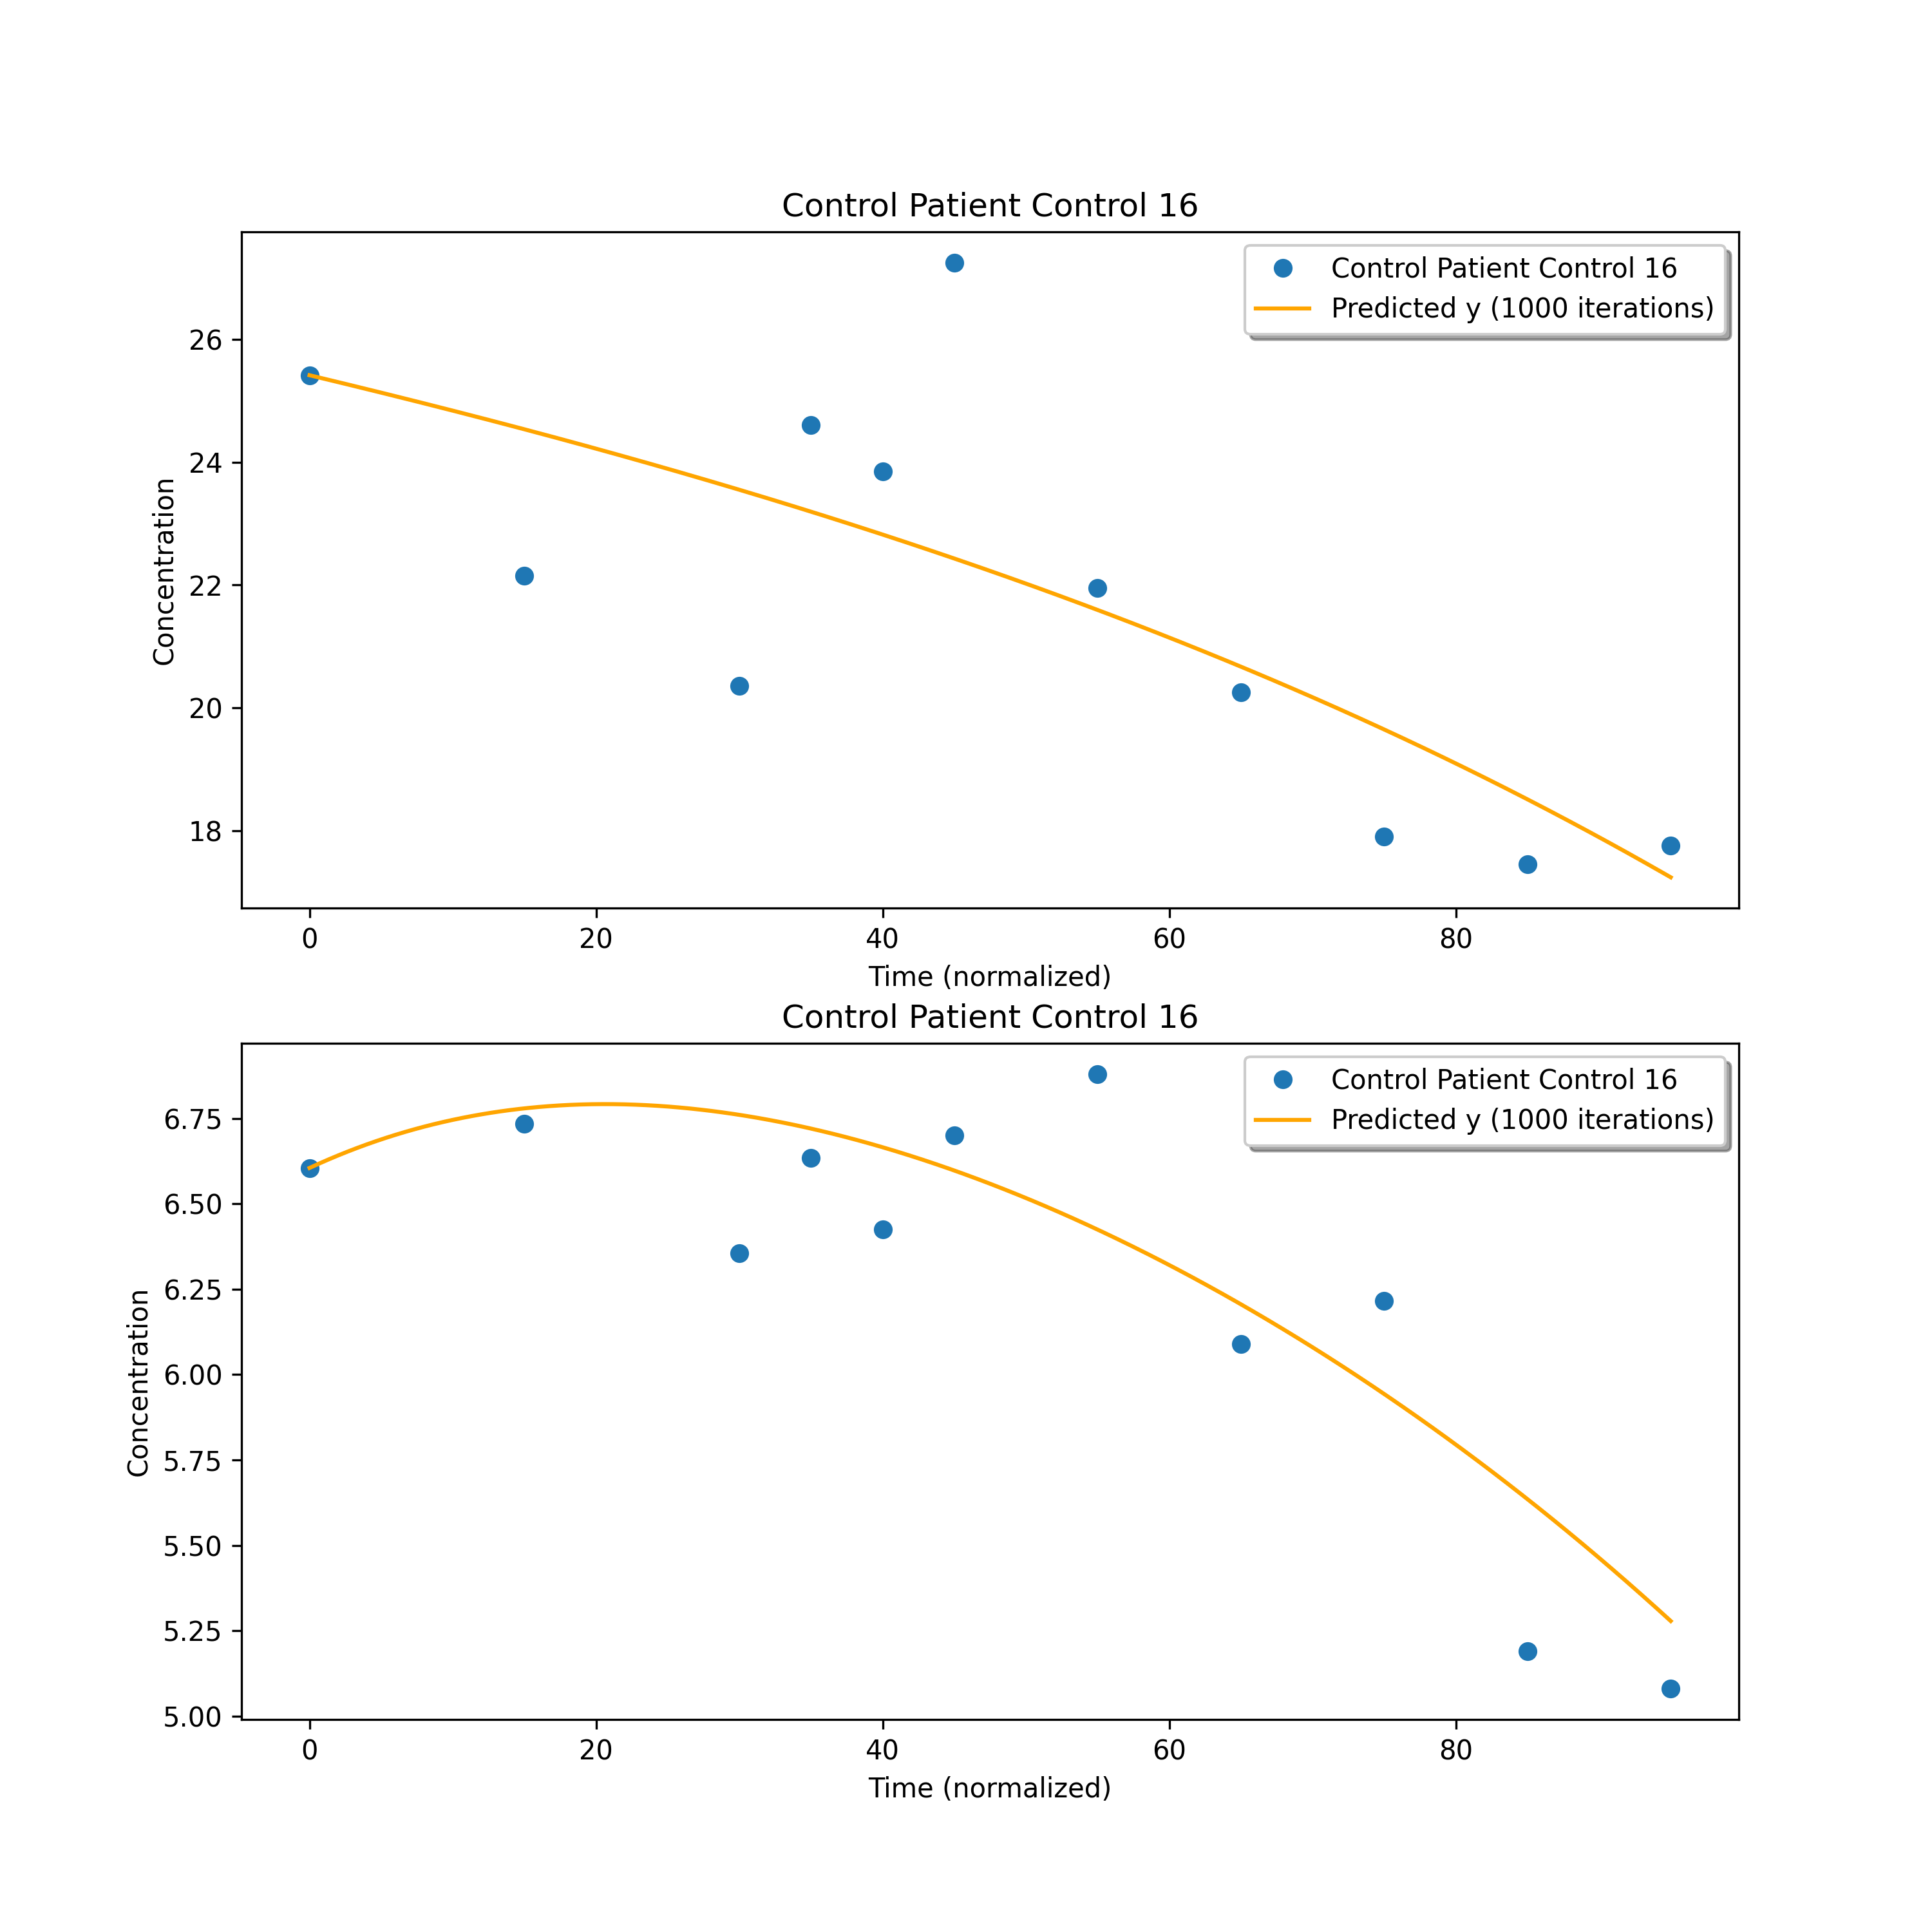 Control Patient Control 16
Control Patient Control 16
Predicted y (1000 iterations)
26
24
22
20
18
Concentration
0 20 40 60 80
Time (normalized)
Control Patient Control 16
Control Patient Control 16
Predicted y (1000 iterations)
6.75
6.50
6.25
6.00
5.75
5.50
5.25
5.00
Concentration
0 20 40 60 80
Time (normalized)